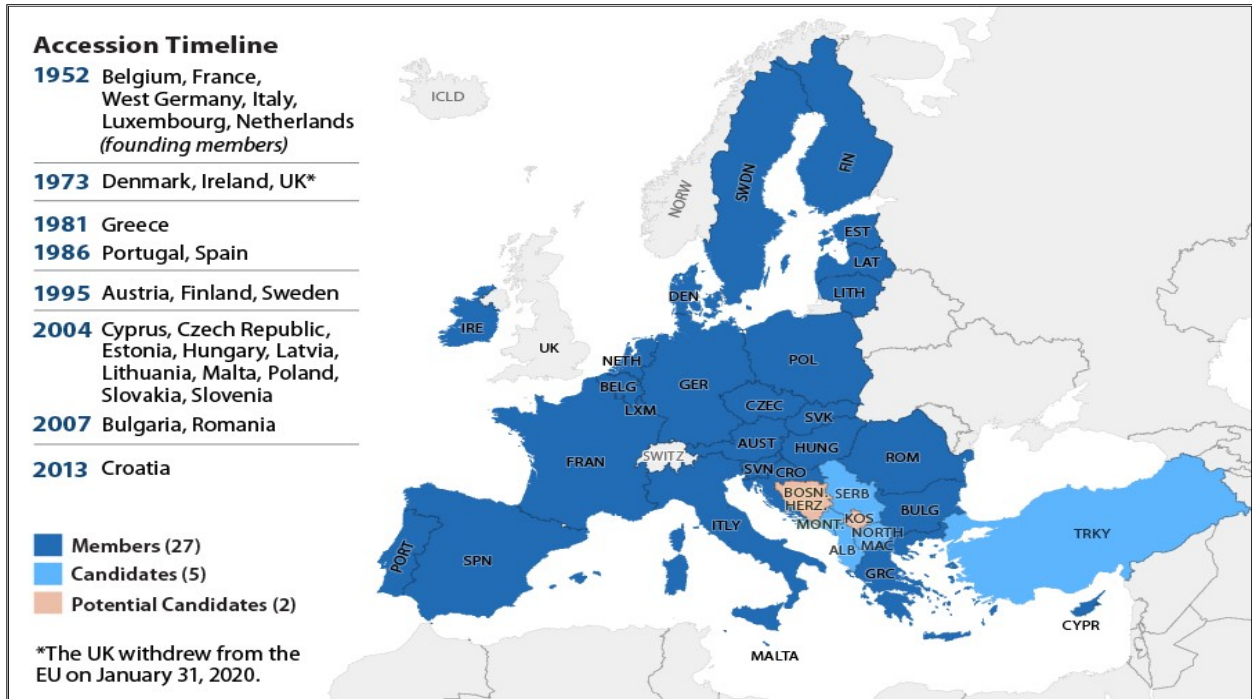 Accession Timeline
1952 Belgium, France,
West Germany, Italy,
Luxembourg, Netherlands
(founding members)
1973 Denmark, Ireland, UK*
1981 Greece
1986 Portugal, Spain
1995 Austria, Finland, Sweden
2004 Cyprus, Czech Republic,
Estonia, Hungary, Latvia,
Lithuania, Malta, Poland,
Slovakia, Slovenia
2007 Bulgaria, Romania
2013 Croatia
Members (27)
Candidates (5)
Potential Candidates (2)
*The UK withdrew from the
EU on January 31, 2020.
ICLD
NORW
SWDN
FIN
EST
LAT
LITH
DEN
IRE
UK
NETH
BELG
LXM
GER
POL
CZEC
SVK
AUST
HUNG
FRAN
SWITZ
SVN
CRO
ROM
BOSN.
HERZ.
SERB
MONT.
KOS
BULG
NORTH
MAC
ALB
ITLY
GRC
TRKY
PORT
SPN
CYPR
MALTA